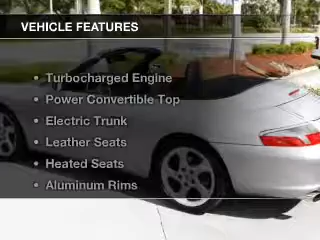 VEHICLE FEATURES
• Turbocharged Engine
• Power Convertible Top
• Electric Trunk
• Leather Seats
• Heated Seats
• Aluminum Rims